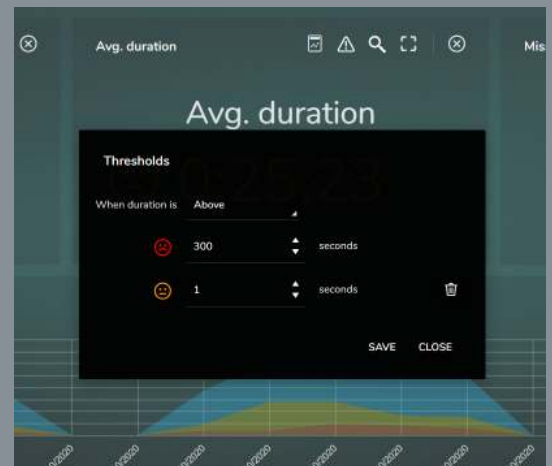 Avg. duration
Mis
Avg. duration
Thresholds
When duration is Above
300 seconds
1 seconds
SAVE CLOSE